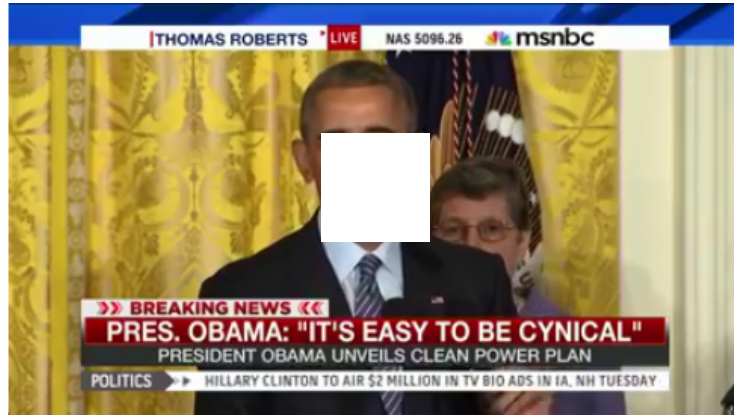 THOMAS ROBERTS LIVE NAS 5096.26 msnbc
BREAKING NEWS
PRES. OBAMA: "IT'S EASY TO BE CYNICAL"
PRESIDENT OBAMA UNVEILS CLEAN POWER PLAN
POLITICS HILLARY CLINTON TO AIR $2 MILLION IN TV BIO ADS IN IA, NH TUESDAY